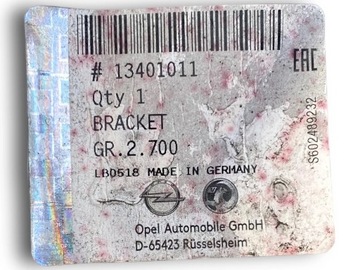 # 13401011
EAC
Qty 1
BRACKET
GR.2.700
LBD518 MADE IN GERMANY
S602489232
Opel Automobile GmbH
D-65423 Rüsselsheim